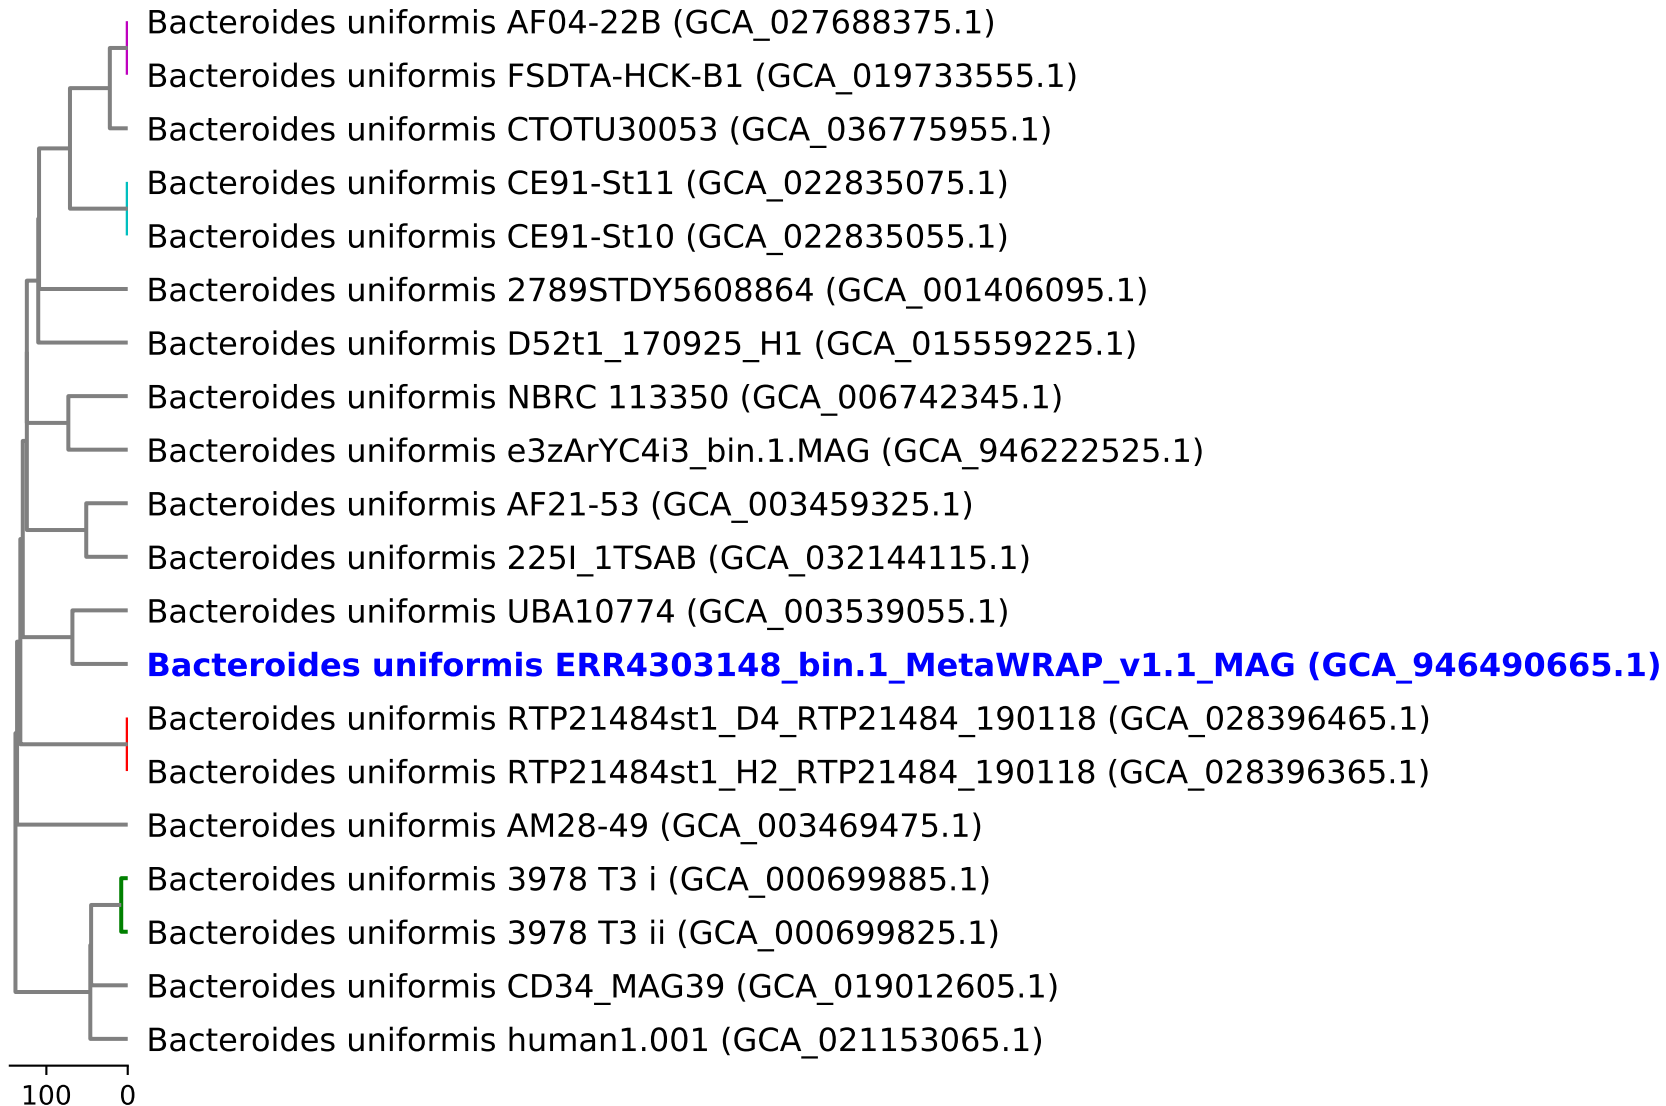 Bacteroides uniformis AF04-22B (GCA_027688375.1)
Bacteroides uniformis FSDTA-HCK-B1 (GCA_019733555.1)
Bacteroides uniformis CTOTU30053 (GCA_036775955.1)
Bacteroides uniformis CE91-St11 (GCA_022835075.1)
Bacteroides uniformis CE91-St10 (GCA_022835055.1)
Bacteroides uniformis 2789STDY5608864 (GCA_001406095.1)
Bacteroides uniformis D52t1_170925_H1 (GCA_015559225.1)
Bacteroides uniformis NBRC 113350 (GCA_006742345.1)
Bacteroides uniformis e3zArYC4i3_bin.1.MAG (GCA_946222525.1)
Bacteroides uniformis AF21-53 (GCA_003459325.1)
Bacteroides uniformis 225I_1TSAB (GCA_032144115.1)
Bacteroides uniformis UBA10774 (GCA_003539055.1)
Bacteroides uniformis ERR4303148_bin.1_MetaWRAP_v1.1_MAG (GCA_946490665.1)
Bacteroides uniformis RTP21484st1_D4_RTP21484_190118 (GCA_028396465.1)
Bacteroides uniformis RTP21484st1_H2_RTP21484_190118 (GCA_028396365.1)
Bacteroides uniformis AM28-49 (GCA_003469475.1)
Bacteroides uniformis 3978 T3 i (GCA_000699885.1)
Bacteroides uniformis 3978 T3 ii (GCA_000699825.1)
Bacteroides uniformis CD34_MAG39 (GCA_019012605.1)
Bacteroides uniformis human1.001 (GCA_021153065.1)
100 0